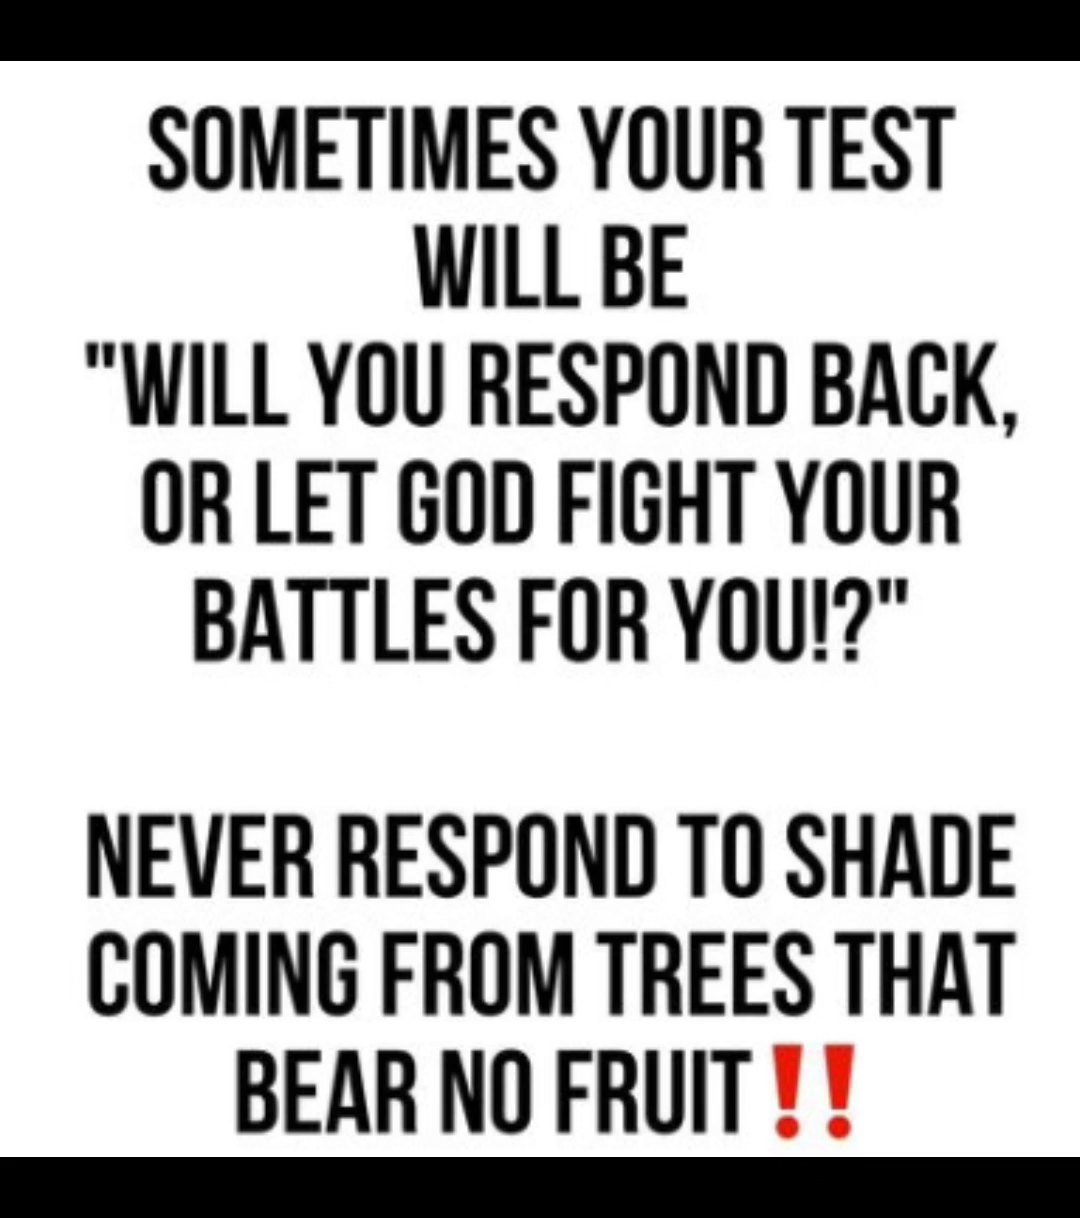 SOMETIMES YOUR TEST
WILL BE
"WILL YOU RESPOND BACK,
OR LET GOD FIGHT YOUR
BATTLES FOR YOU!?"
NEVER RESPOND TO SHADE
COMING FROM TREES THAT
BEAR NO FRUIT‼️